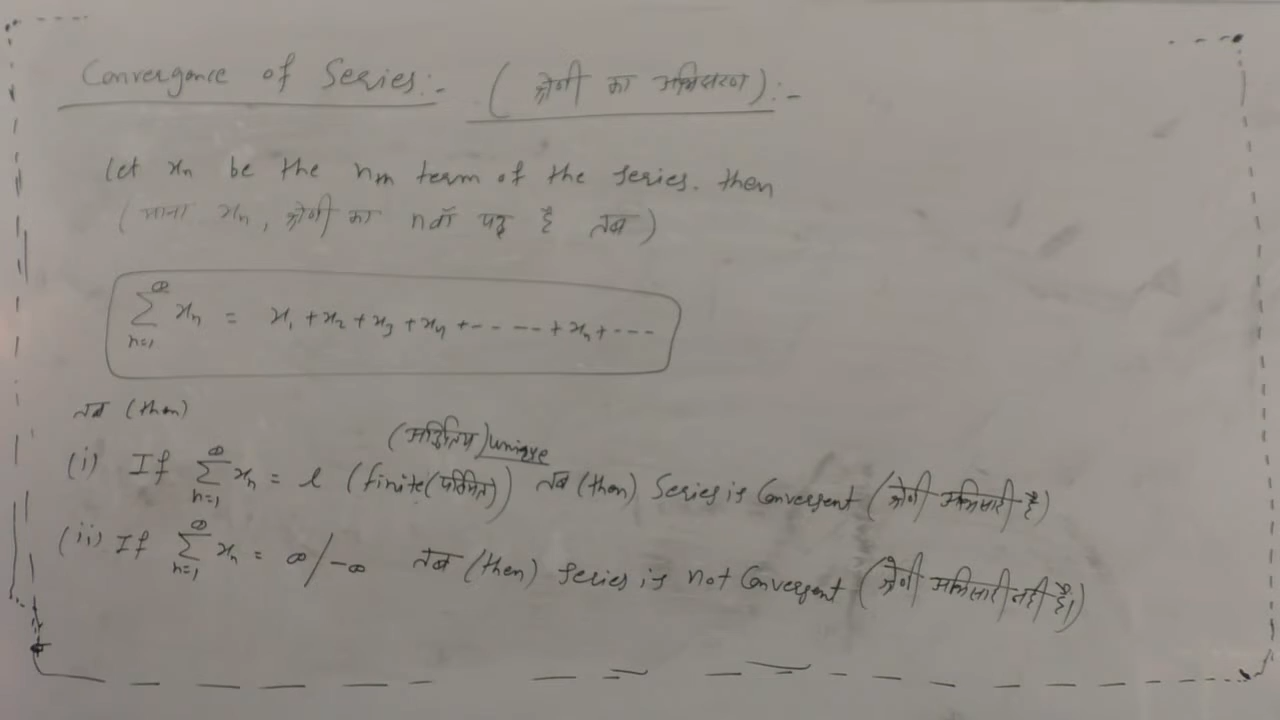 Convergence of Series:- (श्रेणी का अभिसरण):-
Let xn be the nth term of the series. then
(माना xn, श्रेणी का nवाँ पद है तब)
∞∑n=1 xn = x1 + x2 + x3 + x4 + ------ + xn + ---
तब (then)
(अद्वितिय) unique
(i) If ∞∑n=1 xn = l (finite(परिमित)) तब (then) Series is Convergent (श्रेणी अभिसारी है)
(ii) If ∞∑n=1 xn = ∞/-∞ तब (then) series is not Convergent (श्रेणी अभिसारी नही है।)